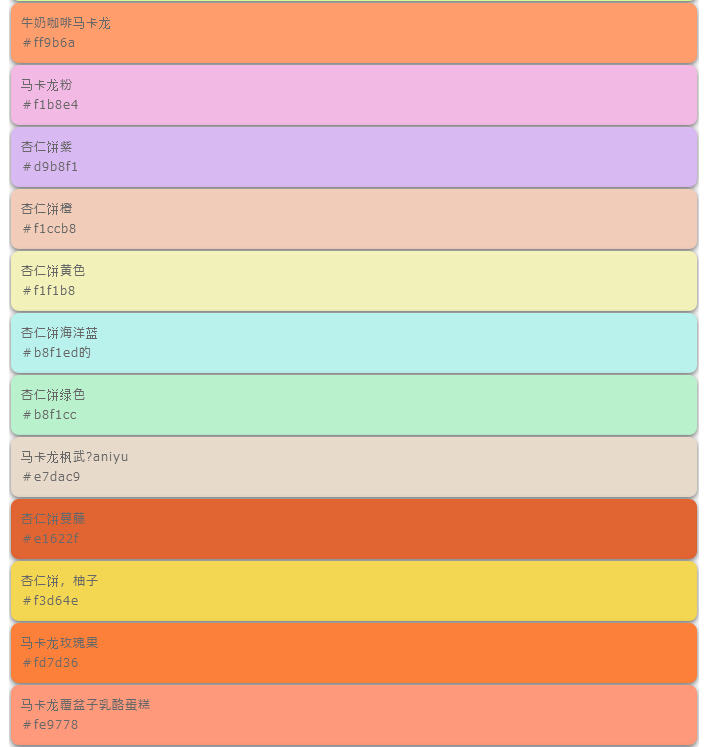 牛奶咖啡马卡龙
#ff9b6a
马卡龙粉
#f1b8e4
杏仁饼紫
#d9b8f1
杏仁饼橙
#f1ccb8
杏仁饼黄色
#f1f1b8
杏仁饼海洋蓝
#b8f1ed的
杏仁饼绿色
#b8f1cc
马卡龙枫武?aniyu
#e7dac9
杏仁饼曼藤
#e1622f
杏仁饼，柚子
#f3d64e
马卡龙玫瑰果
#fd7d36
马卡龙覆盆子乳酪蛋糕
#fe9778